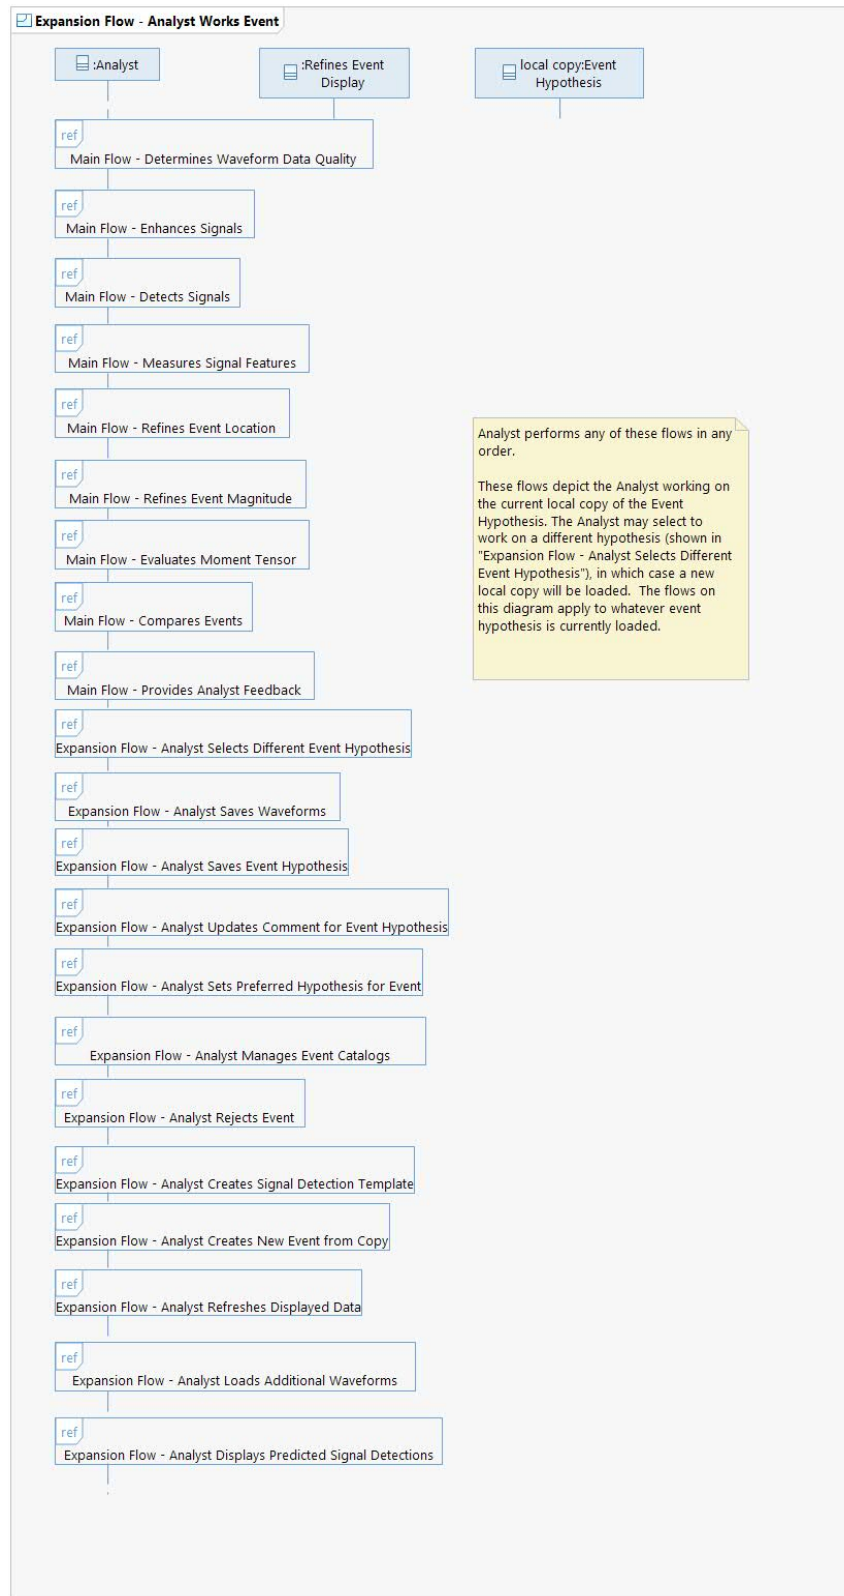 Expansion Flow - Analyst Works Event
:Analyst
:Refines Event
Display
local copy:Event
Hypothesis
ref
Main Flow - Determines Waveform Data Quality
ref
Main Flow - Enhances Signals
ref
Main Flow - Detects Signals
ref
Main Flow - Measures Signal Features
ref
Main Flow - Refines Event Location
Analyst performs any of these flows in any
order.
These flows depict the Analyst working on
the current local copy of the Event
Hypothesis. The Analyst may select to
work on a different hypothesis (shown in
"Expansion Flow - Analyst Selects Different
Event Hypothesis"), in which case a new
local copy will be loaded.  The flows on
this diagram apply to whatever event
hypothesis is currently loaded.
ref
Main Flow - Refines Event Magnitude
ref
Main Flow - Evaluates Moment Tensor
ref
Main Flow - Compares Events
ref
Main Flow - Provides Analyst Feedback
ref
Expansion Flow - Analyst Selects Different Event Hypothesis
ref
Expansion Flow - Analyst Saves Waveforms
ref
Expansion Flow - Analyst Saves Event Hypothesis
ref
Expansion Flow - Analyst Updates Comment for Event Hypothesis
ref
Expansion Flow - Analyst Sets Preferred Hypothesis for Event
ref
Expansion Flow - Analyst Manages Event Catalogs
ref
Expansion Flow - Analyst Rejects Event
ref
Expansion Flow - Analyst Creates Signal Detection Template
ref
Expansion Flow - Analyst Creates New Event from Copy
ref
Expansion Flow - Analyst Refreshes Displayed Data
ref
Expansion Flow - Analyst Loads Additional Waveforms
ref
Expansion Flow - Analyst Displays Predicted Signal Detections